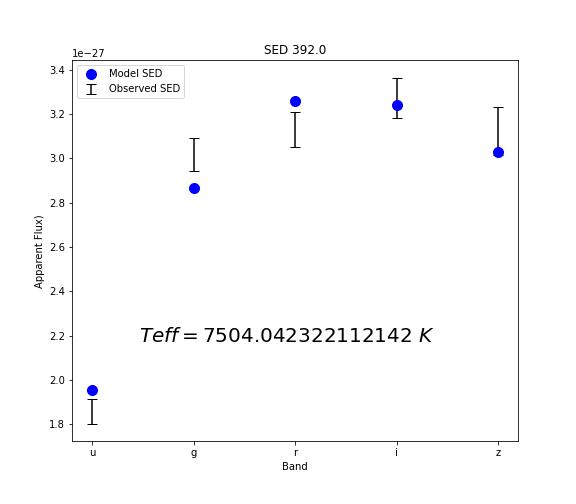 SED 392.0
1e−27
Model SED
Observed SED
3.4
3.2
3.0
2.8
2.6
2.4
2.2
2.0
1.8
Apparent Flux)
Teff = 7504.042322112142 K
u g r i z
Band